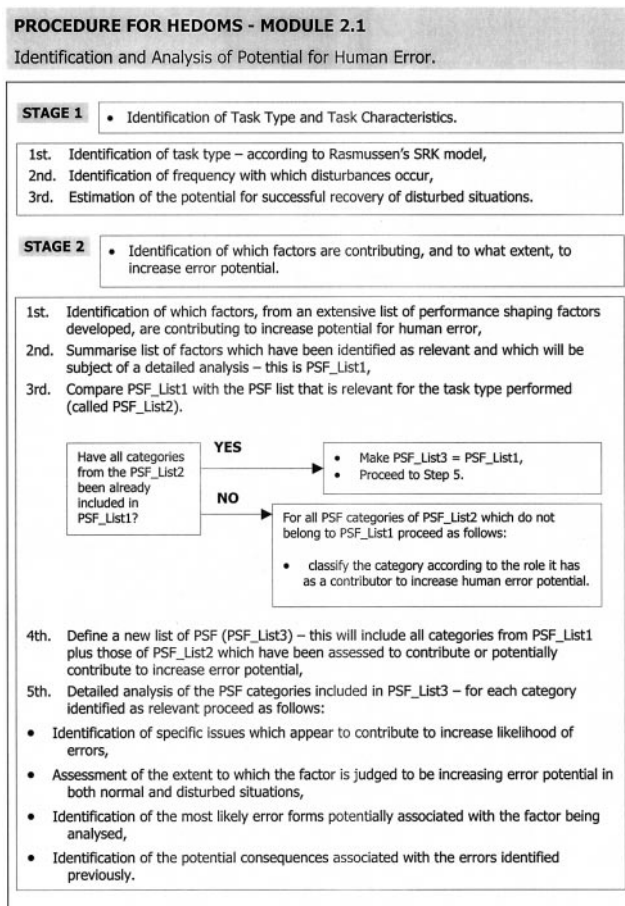 PROCEDURE FOR HEDOMS - MODULE 2.1
Identification and Analysis of Potential for Human Error.
STAGE 1
• Identification of Task Type and Task Characteristics.
1st. Identification of task type – according to Rasmussen's SRK model,
2nd. Identification of frequency with which disturbances occur,
3rd. Estimation of the potential for successful recovery of disturbed situations.
STAGE 2
• Identification of which factors are contributing, and to what extent, to
increase error potential.
1st. Identification of which factors, from an extensive list of performance shaping factors
developed, are contributing to increase potential for human error,
2nd. Summarise list of factors which have been identified as relevant and which will be
subject of a detailed analysis – this is PSF_List1,
3rd. Compare PSF_List1 with the PSF list that is relevant for the task type performed
(called PSF_List2).
Have all categories
from the PSF_List2
been already
included in
PSF_List1?
YES
• Make PSF_List3 = PSF_List1,
• Proceed to Step 5.
NO
For all PSF categories of PSF_List2 which do not
belong to PSF_List1 proceed as follows:
• classify the category according to the role it has
as a contributor to increase human error potential.
4th. Define a new list of PSF (PSF_List3) – this will include all categories from PSF_List1
plus those of PSF_List2 which have been assessed to contribute or potentially
contribute to increase error potential,
5th. Detailed analysis of the PSF categories included in PSF_List3 – for each category
identified as relevant proceed as follows:
• Identification of specific issues which appear to contribute to increase likelihood of
errors,
• Assessment of the extent to which the factor is judged to be increasing error potential in
both normal and disturbed situations,
• Identification of the most likely error forms potentially associated with the factor being
analysed,
• Identification of the potential consequences associated with the errors identified
previously.